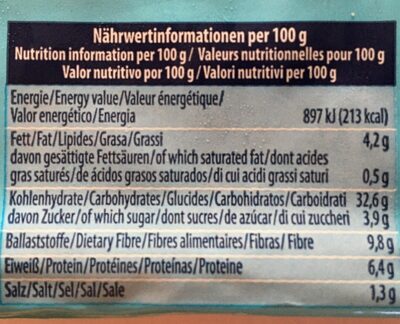 Nährwertinformationen per 100 g
Nutrition information per 100 g / Valeurs nutritionnelles pour 100 g
Valor nutritivo por 100 g / Valori nutritivi per 100 g
Energie/Energy value/Valeur énergétique/
Valor energético/Energia 897 kJ (213 kcal)
Fett/Fat/Lipides/Grasa/Grassi 4,2 g
davon gesättigte Fettsäuren/of which saturated fat/dont acides
gras saturés/de ácidos grasos saturados/di cui acidi grassi saturi 0,5 g
Kohlenhydrate/Carbohydrates/Glucides/Carbohidratos/Carboidrati 32,6 g
davon Zucker/of which sugar/dont sucres/de azúcar/di cui zuccheri 3,9 g
Ballaststoffe/Dietary Fibre/Fibres alimentaires/Fibras/Fibre 9,8 g
Eiweiß/Protein/Protéines/Proteínas/Proteine 6,4 g
Salz/Salt/Sel/Sal/Sale 1,3 g